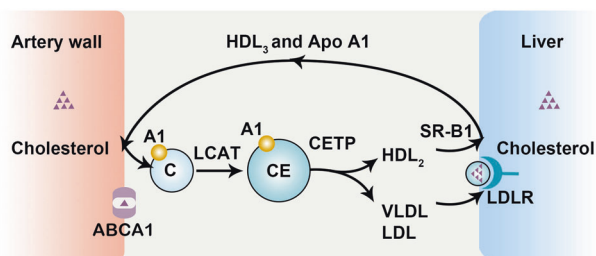 Artery wall
HDL3 and Apo A1
Liver
Cholesterol
A1
C
LCAT
A1
CE
CETP
HDL2
SR-B1
Cholesterol
ABCA1
VLDL
LDL
LDLR